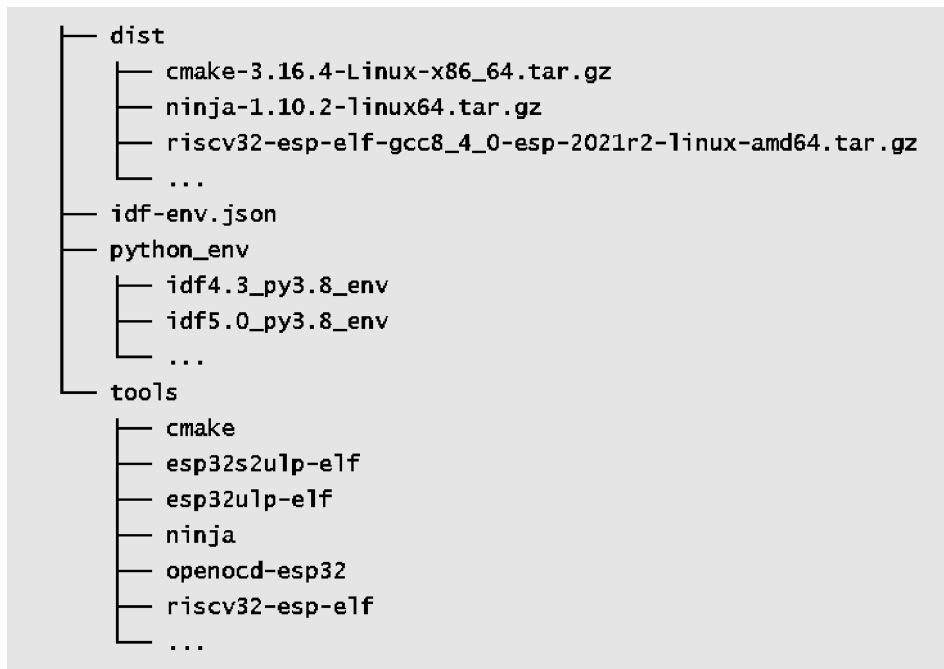 ├── dist
│   ├── cmake-3.16.4-Linux-x86_64.tar.gz
│   ├── ninja-1.10.2-linux64.tar.gz
│   ├── riscv32-esp-elf-gcc8_4_0-esp-2021r2-linux-amd64.tar.gz
│   └── ...
├── idf-env.json
├── python_env
│   ├── idf4.3_py3.8_env
│   ├── idf5.0_py3.8_env
│   └── ...
└── tools
    ├── cmake
    ├── esp32s2ulp-elf
    ├── esp32ulp-elf
    ├── ninja
    ├── openocd-esp32
    ├── riscv32-esp-elf
    └── ...